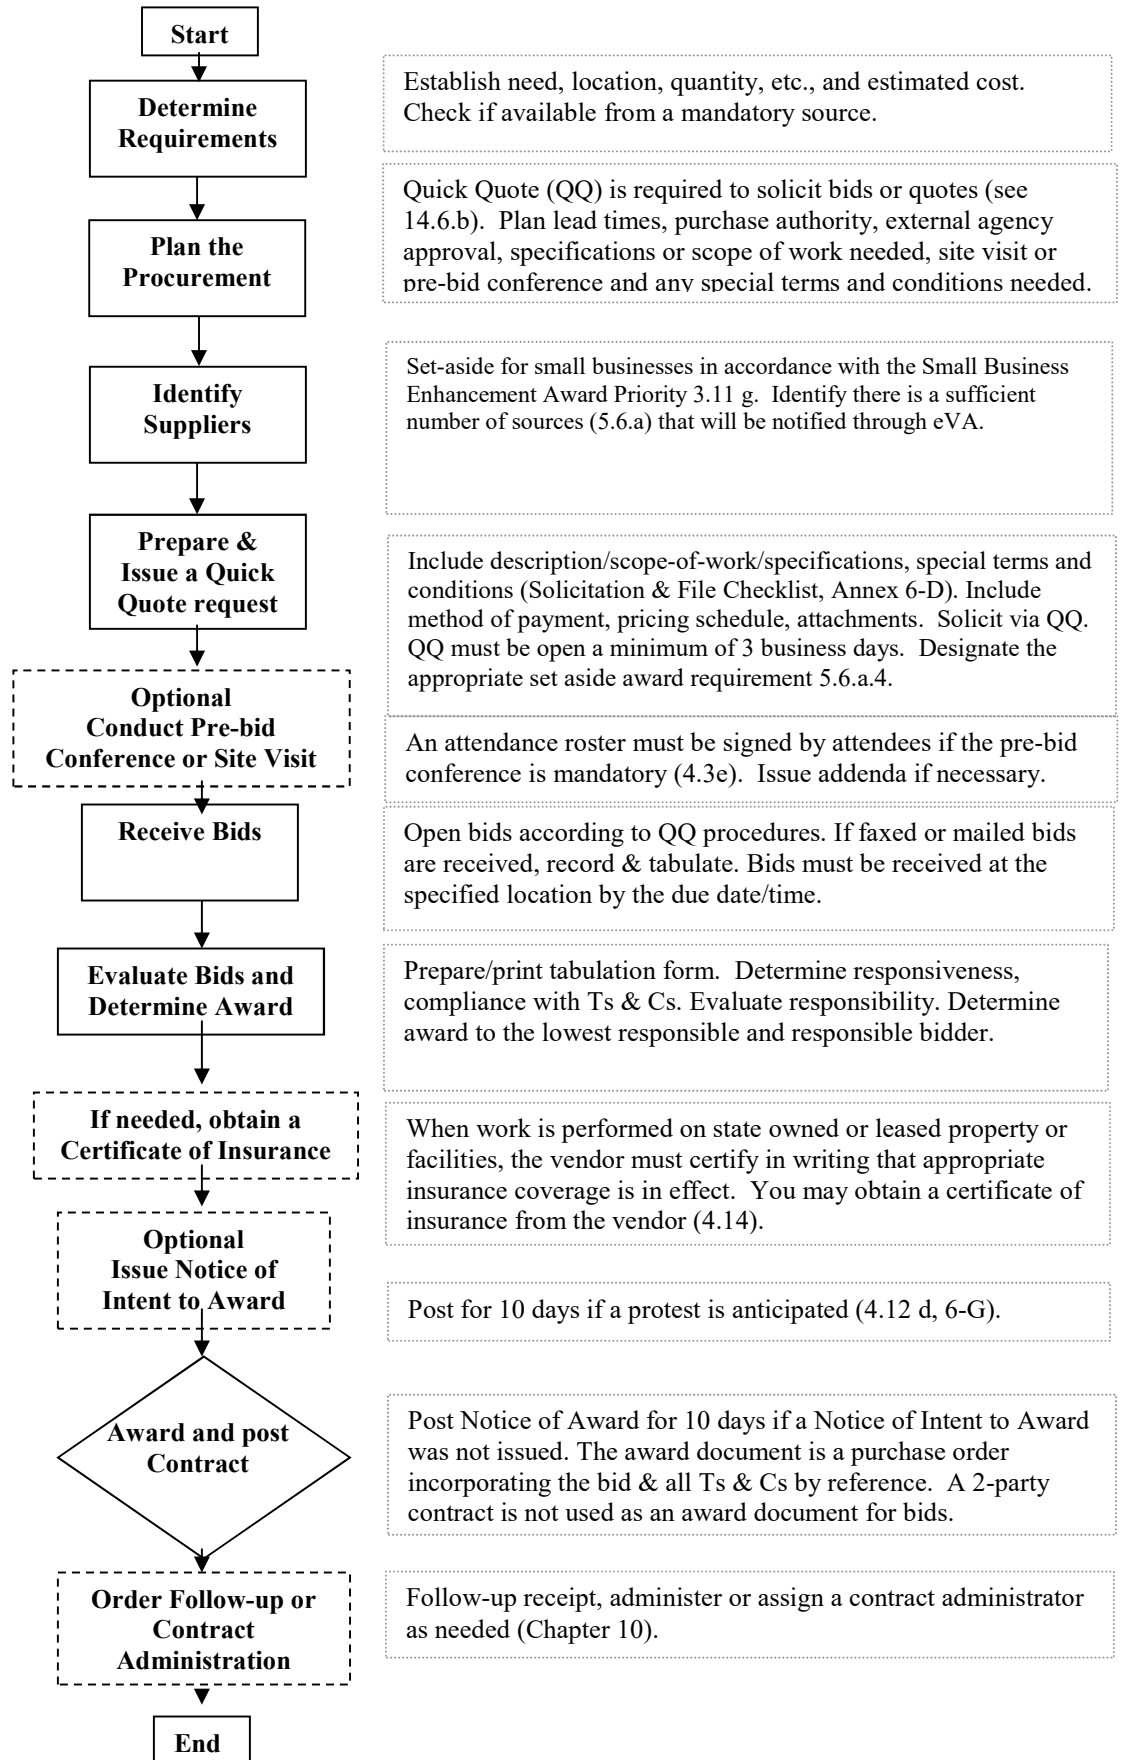 Start
Determine
Requirements
Establish need, location, quantity, etc., and estimated cost.
Check if available from a mandatory source.
Plan the
Procurement
Quick Quote (QQ) is required to solicit bids or quotes (see
14.6.b). Plan lead times, purchase authority, external agency
approval, specifications or scope of work needed, site visit or
pre-bid conference and any special terms and conditions needed.
Identify
Suppliers
Set-aside for small businesses in accordance with the Small Business
Enhancement Award Priority 3.11 g. Identify there is a sufficient
number of sources (5.6.a) that will be notified through eVA.
Prepare &
Issue a Quick
Quote request
Include description/scope-of-work/specifications, special terms and
conditions (Solicitation & File Checklist, Annex 6-D). Include
method of payment, pricing schedule, attachments. Solicit via QQ.
QQ must be open a minimum of 3 business days. Designate the
appropriate set aside award requirement 5.6.a.4.
Optional
Conduct Pre-bid
Conference or Site Visit
An attendance roster must be signed by attendees if the pre-bid
conference is mandatory (4.3e). Issue addenda if necessary.
Receive Bids
Open bids according to QQ procedures. If faxed or mailed bids
are received, record & tabulate. Bids must be received at the
specified location by the due date/time.
Evaluate Bids and
Determine Award
Prepare/print tabulation form. Determine responsiveness,
compliance with Ts & Cs. Evaluate responsibility. Determine
award to the lowest responsible and responsible bidder.
If needed, obtain a
Certificate of Insurance
When work is performed on state owned or leased property or
facilities, the vendor must certify in writing that appropriate
insurance coverage is in effect. You may obtain a certificate of
insurance from the vendor (4.14).
Optional
Issue Notice of
Intent to Award
Post for 10 days if a protest is anticipated (4.12 d, 6-G).
Award and post
Contract
Post Notice of Award for 10 days if a Notice of Intent to Award
was not issued. The award document is a purchase order
incorporating the bid & all Ts & Cs by reference. A 2-party
contract is not used as an award document for bids.
Order Follow-up or
Contract
Administration
Follow-up receipt, administer or assign a contract administrator
as needed (Chapter 10).
End